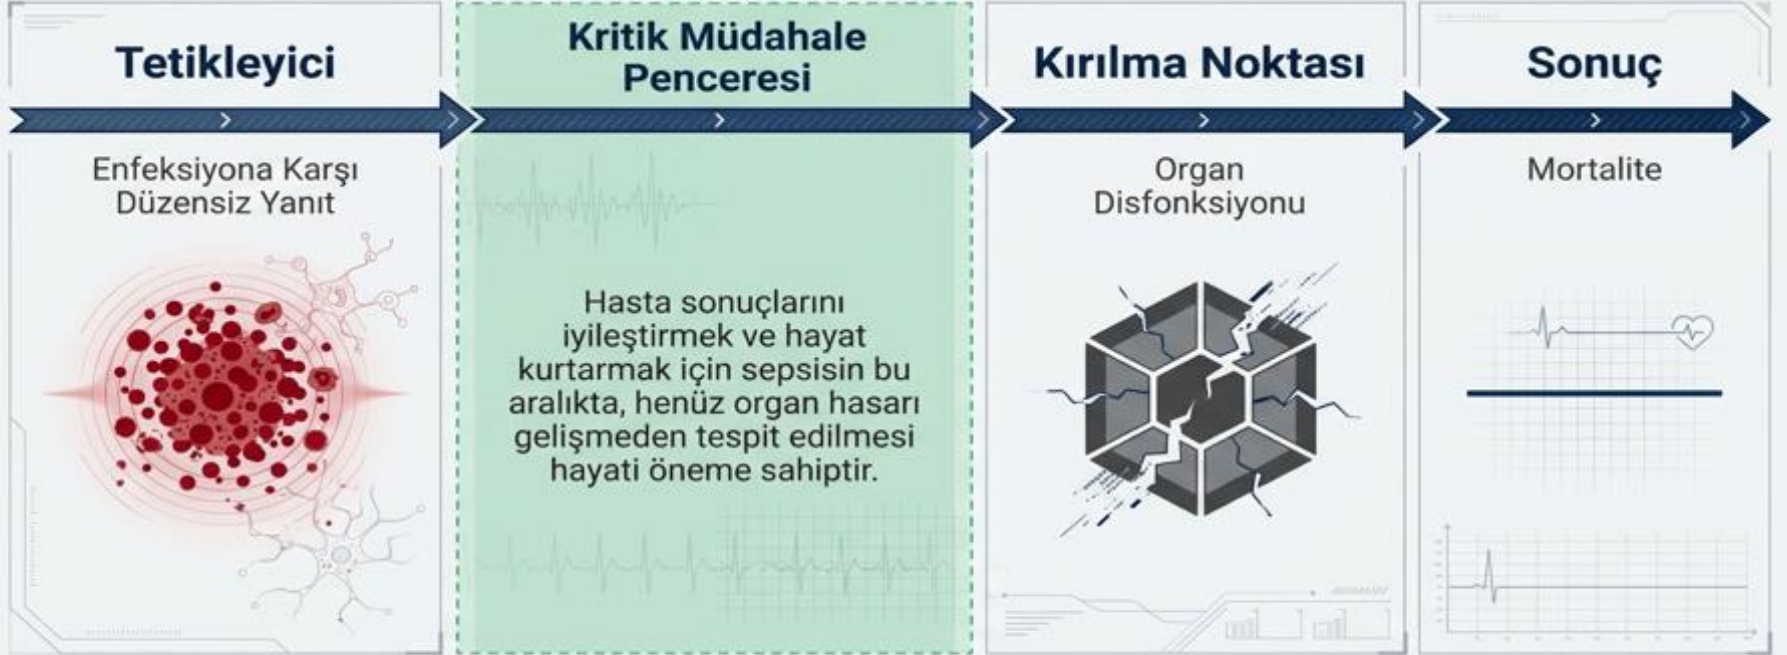 Tetikleyici
Enfeksiyona Karşı
Düzensiz Yanıt
Kritik Müdahale
Penceresi
Hasta sonuçlarını
iyileştirmek ve hayat
kurtarmak için sepsisin bu
aralıkta, henüz organ hasarı
gelişmeden tespit edilmesi
hayati öneme sahiptir.
Kırılma Noktası
Organ
Disfonksiyonu
Sonuç
Mortalite